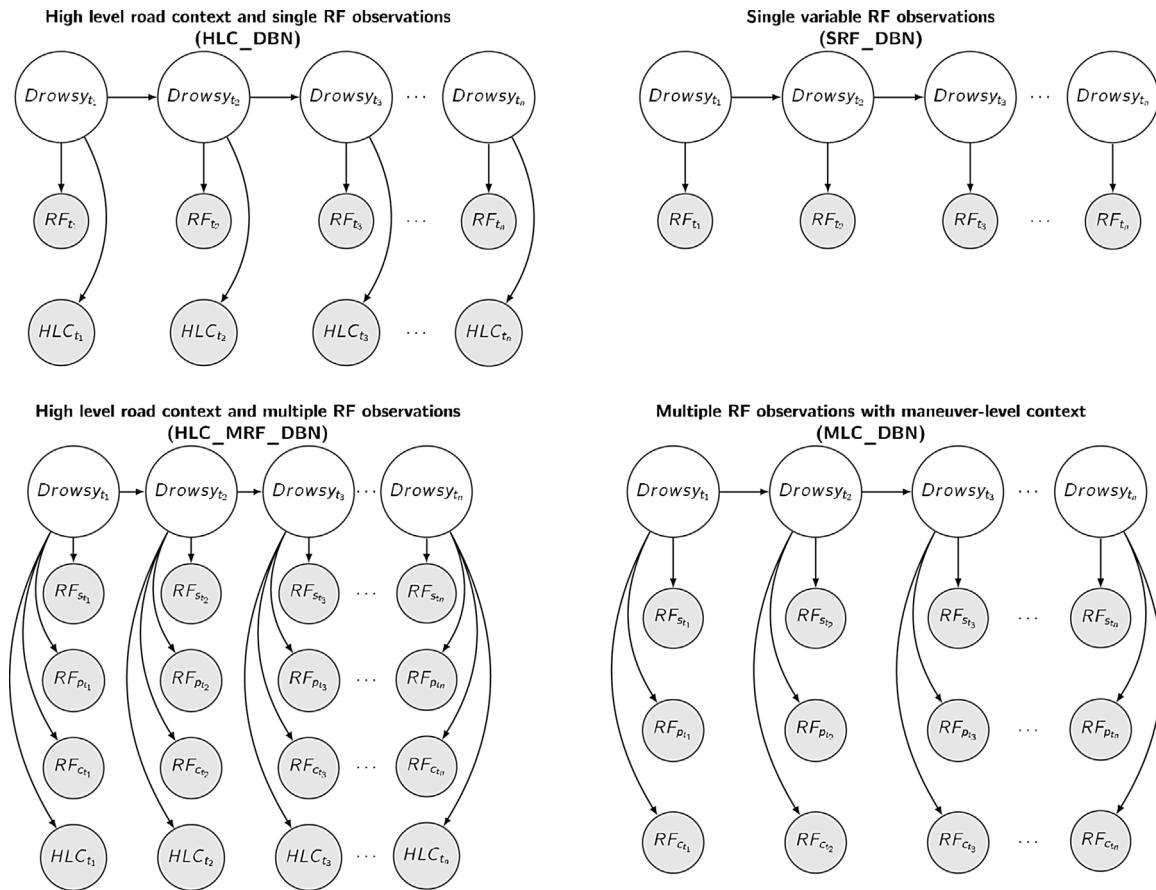 High level road context and single RF observations
(HLC_DBN)
Drowsy_t1 Drowsy_t2 Drowsy_t3 ... Drowsy_tn
RF_t1 RF_t2 RF_t3 ... RF_tn
HLC_t1 HLC_t2 HLC_t3 ... HLC_tn
Single variable RF observations
(SRF_DBN)
Drowsy_t1 Drowsy_t2 Drowsy_t3 ... Drowsy_tn
RF_t1 RF_t2 RF_t3 ... RF_tn
High level road context and multiple RF observations
(HLC_MRF_DBN)
Drowsy_t1 Drowsy_t2 Drowsy_t3 ... Drowsy_tn
RF_st1 RF_st2 RF_st3 ... RF_stn
RF_pt1 RF_pt2 RF_pt3 ... RF_ptn
RF_ct1 RF_ct2 RF_ct3 ... RF_ctn
HLC_t1 HLC_t2 HLC_t3 ... HLC_tn
Multiple RF observations with maneuver-level context
(MLC_DBN)
Drowsy_t1 Drowsy_t2 Drowsy_t3 ... Drowsy_tn
RF_st1 RF_st2 RF_st3 ... RF_stn
RF_pt1 RF_pt2 RF_pt3 ... RF_ptn
RF_ct1 RF_ct2 RF_ct3 ... RF_ctn